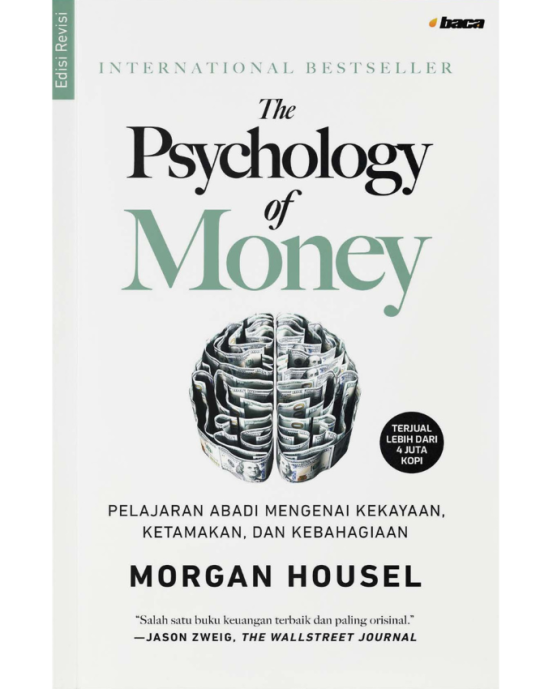 Edisi Revisi
baca
INTERNATIONAL BESTSELLER
The
Psychology
of
Money
TERJUAL
LEBIH DARI
4 JUTA
KOPI
PELAJARAN ABADI MENGENAI KEKAYAAN,
KETAMAKAN, DAN KEBAHAGIAAN
MORGAN HOUSEL
“Salah satu buku keuangan terbaik dan paling orisinal.”
—JASON ZWEIG, THE WALLSTREET JOURNAL